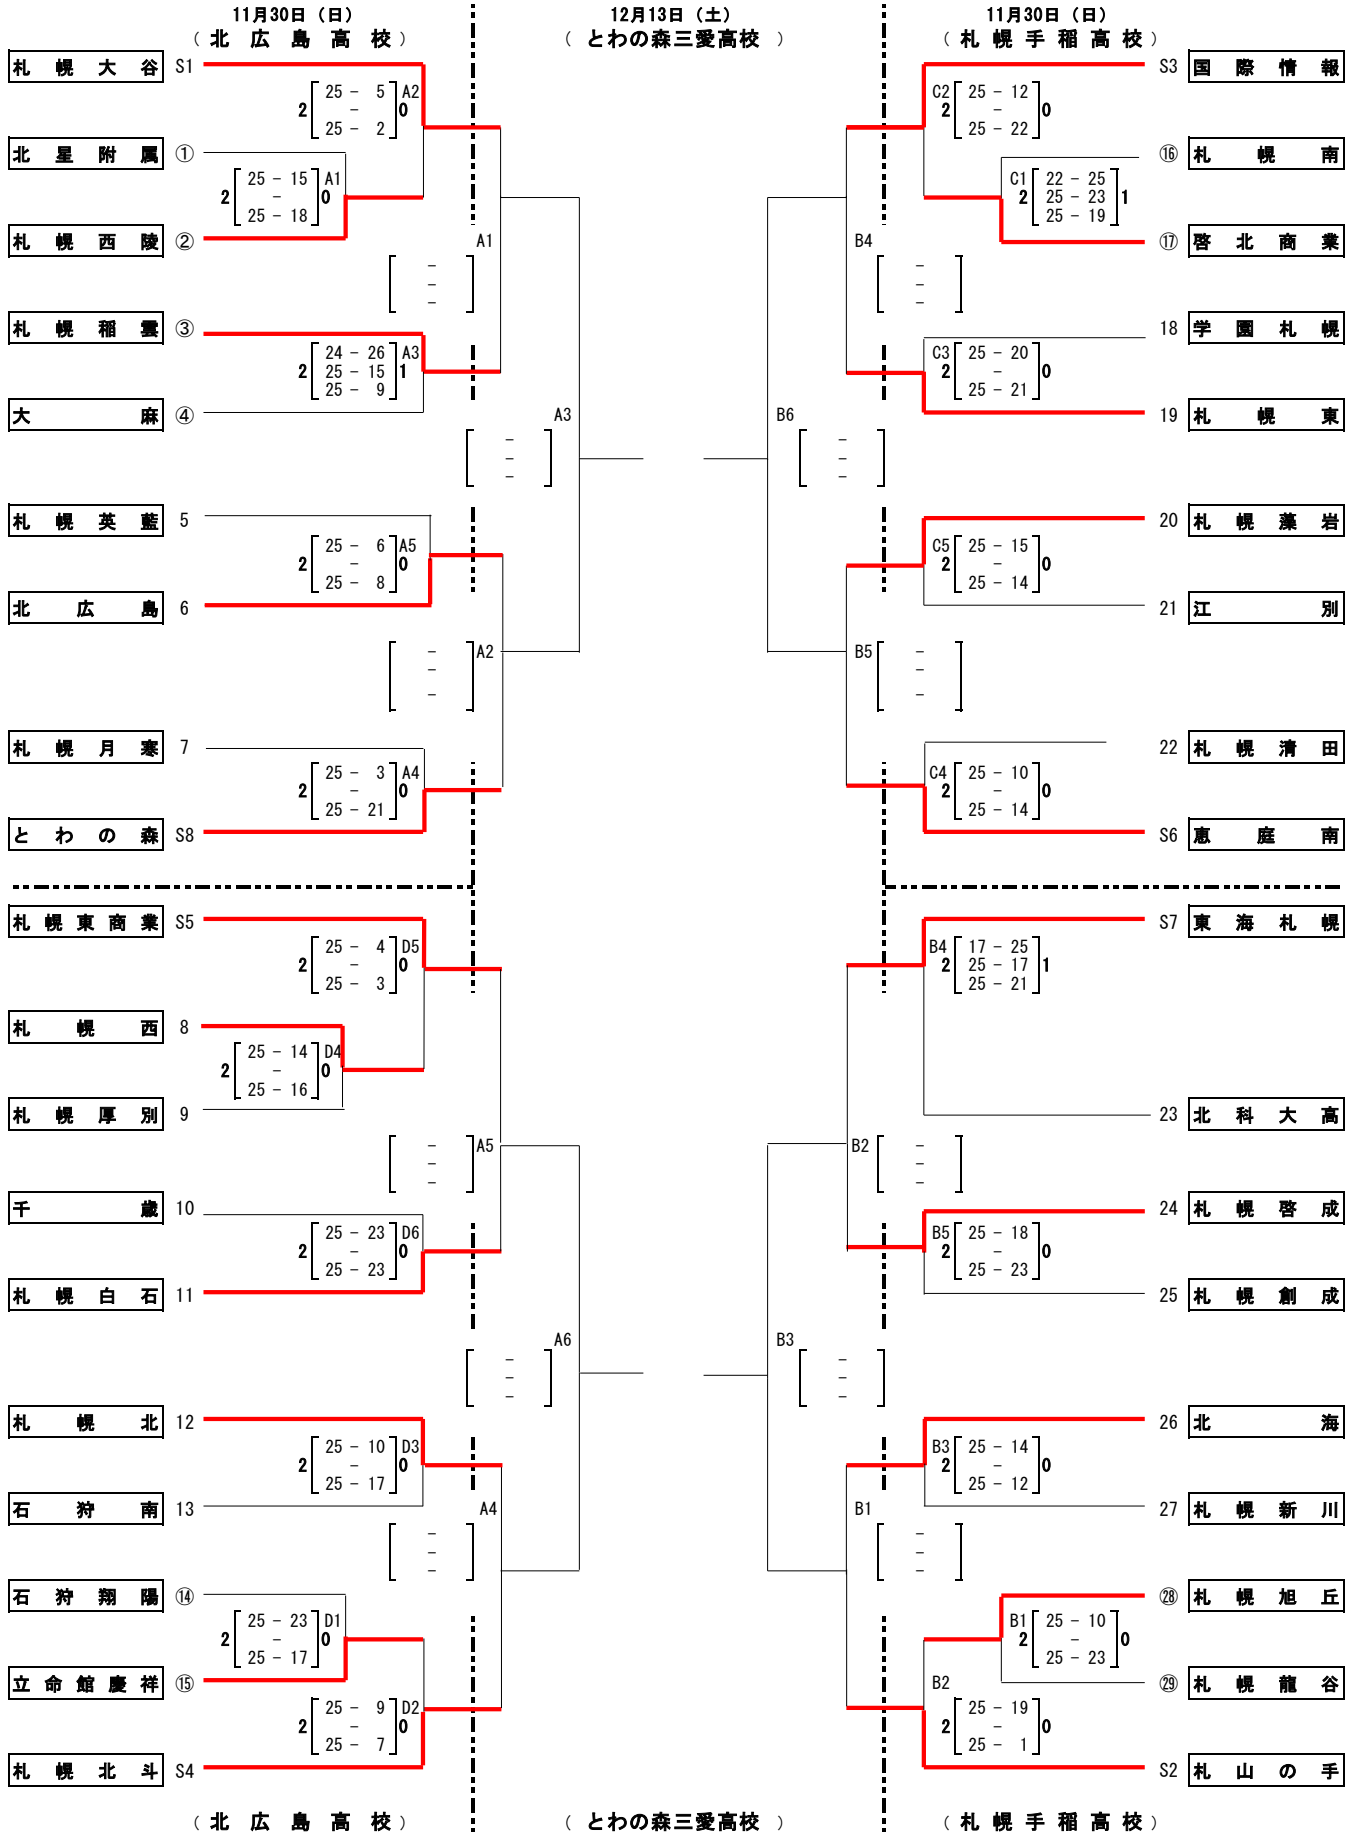 11月30日（日） 12月13日（土） 11月30日（日）
（ 北 広 島 高 校 ） （ とわの森三愛高校 ） （ 札 幌 手 稲 高 校 ）
札 幌 大 谷 S1
2 25 - 5 A2
- 0
25 - 2
北 星 附 属 ①
25 - 15 A1
2 - 0
25 - 18
札 幌 西 陵 ②
A1
- 
- 
- 
札 幌 稲 雲 ③
24 - 26 A3
2 25 - 15 1
25 - 9
大 麻 ④
A3
- 
- 
- 
札 幌 英 藍 5
25 - 6 A5
2 - 0
25 - 8
北 広 島 6
A2
- 
- 
- 
札 幌 月 寒 7
25 - 3 A4
2 - 0
25 - 21
と わ の 森 S8
S3 国 際 情 報
C2 25 - 12
2 - 0
25 - 22
⑯ 札 幌 南
C1 22 - 25
2 25 - 23 1
25 - 19
⑰ 啓 北 商 業
B4
- 
- 
- 
18 学 園 札 幌
C3 25 - 20
2 - 0
25 - 21
19 札 幌 東
B6
- 
- 
- 
20 札 幌 藻 岩
C5 25 - 15
2 - 0
25 - 14
21 江 別
B5
- 
- 
- 
22 札 幌 清 田
C4 25 - 10
2 - 0
25 - 14
S6 恵 庭 南
札 幌 東 商 業 S5
25 - 4 D5
2 - 0
25 - 3
札 幌 西 8
25 - 14 D4
2 - 0
25 - 16
札 幌 厚 別 9
A5
- 
- 
- 
千 歳 10
25 - 23 D6
2 - 0
25 - 23
札 幌 白 石 11
A6
- 
- 
- 
札 幌 北 12
25 - 10 D3
2 - 0
25 - 17
石 狩 南 13
A4
- 
- 
- 
石 狩 翔 陽 ⑭
25 - 23 D1
2 - 0
25 - 17
立 命 館 慶 祥 ⑮
25 - 9 D2
2 - 0
25 - 7
札 幌 北 斗 S4
S7 東 海 札 幌
B4 17 - 25
2 25 - 17 1
25 - 21
23 北 科 大 高
B2
- 
- 
- 
24 札 幌 啓 成
B5 25 - 18
2 - 0
25 - 23
25 札 幌 創 成
B3
- 
- 
- 
26 北 海
B3 25 - 14
2 - 0
25 - 12
27 札 幌 新 川
B1
- 
- 
- 
㉘ 札 幌 旭 丘
B1 25 - 10
2 - 0
25 - 23
㉙ 札 幌 龍 谷
B2 25 - 19
2 - 0
25 - 1
S2 札 山 の 手
（ 北 広 島 高 校 ） （ とわの森三愛高校 ） （ 札 幌 手 稲 高 校 ）